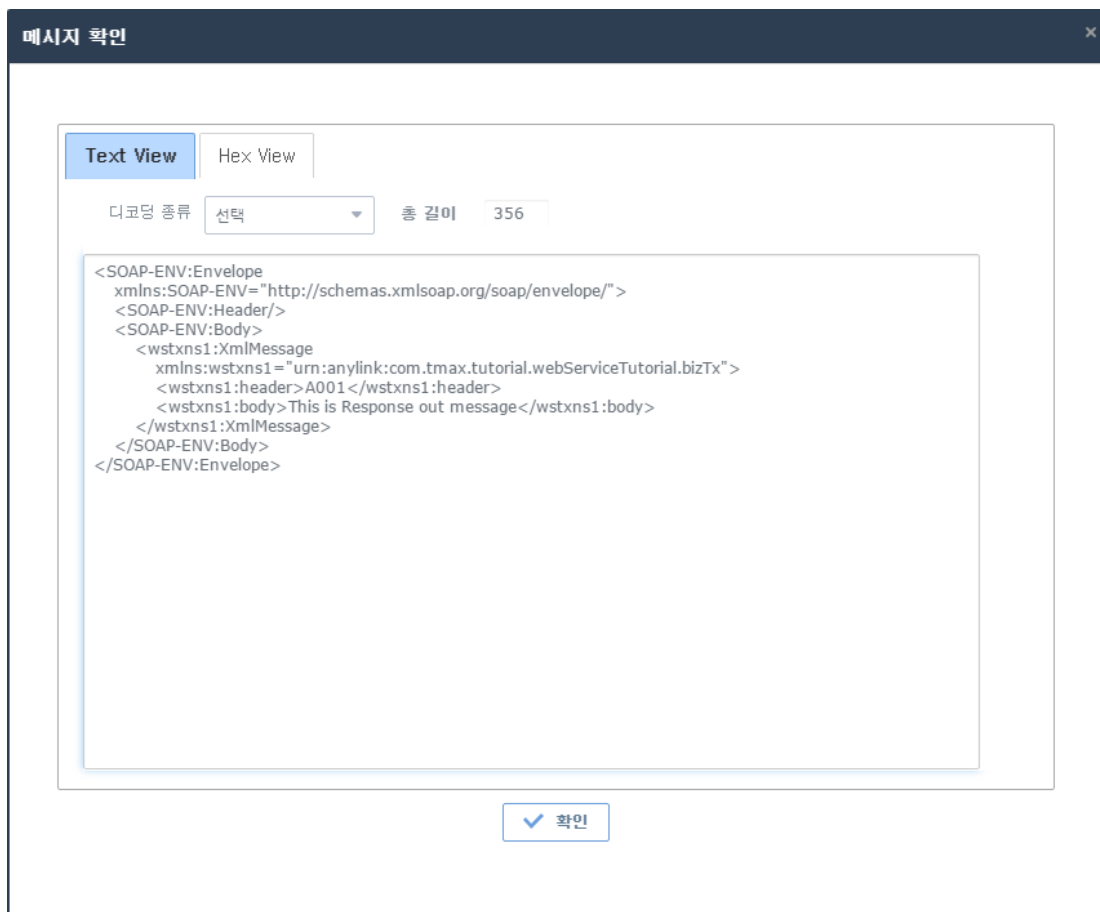 메시지 확인
×
Text View
Hex View
디코딩 종류 선택 총 길이 356
<SOAP-ENV:Envelope
xmlns:SOAP-ENV="http://schemas.xmlsoap.org/soap/envelope/">
<SOAP-ENV:Header/>
<SOAP-ENV:Body>
<wstxns1:XmlMessage
xmlns:wstxns1="urn:anylink:com.tmax.tutorial.webServiceTutorial.bizTx">
<wstxns1:header>A001</wstxns1:header>
<wstxns1:body>This is Response out message</wstxns1:body>
</wstxns1:XmlMessage>
</SOAP-ENV:Body>
</SOAP-ENV:Envelope>
확인